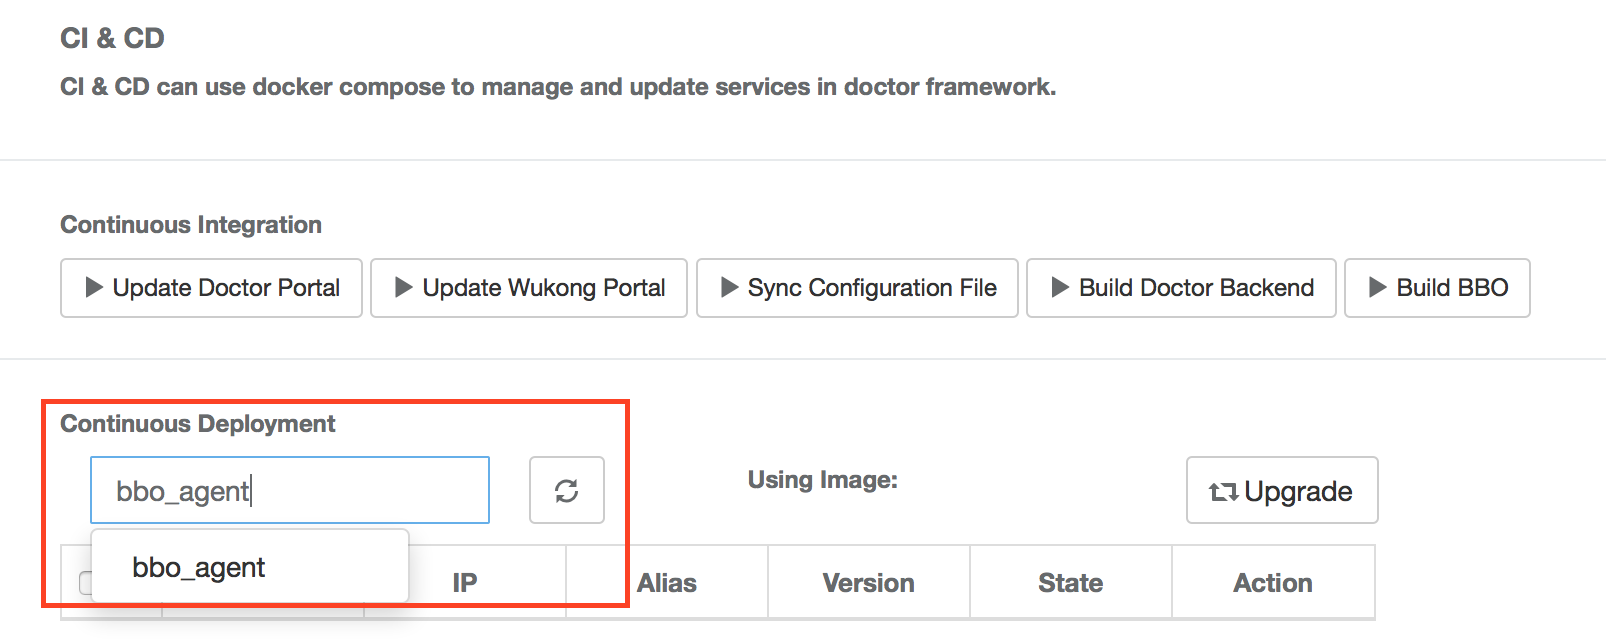 CI & CD
CI & CD can use docker compose to manage and update services in doctor framework.
Continuous Integration
Update Doctor Portal
Update Wukong Portal
Sync Configuration File
Build Doctor Backend
Build BBO
Continuous Deployment
bbo_agent
Using Image:
Upgrade
bbo_agent
IP
Alias
Version
State
Action